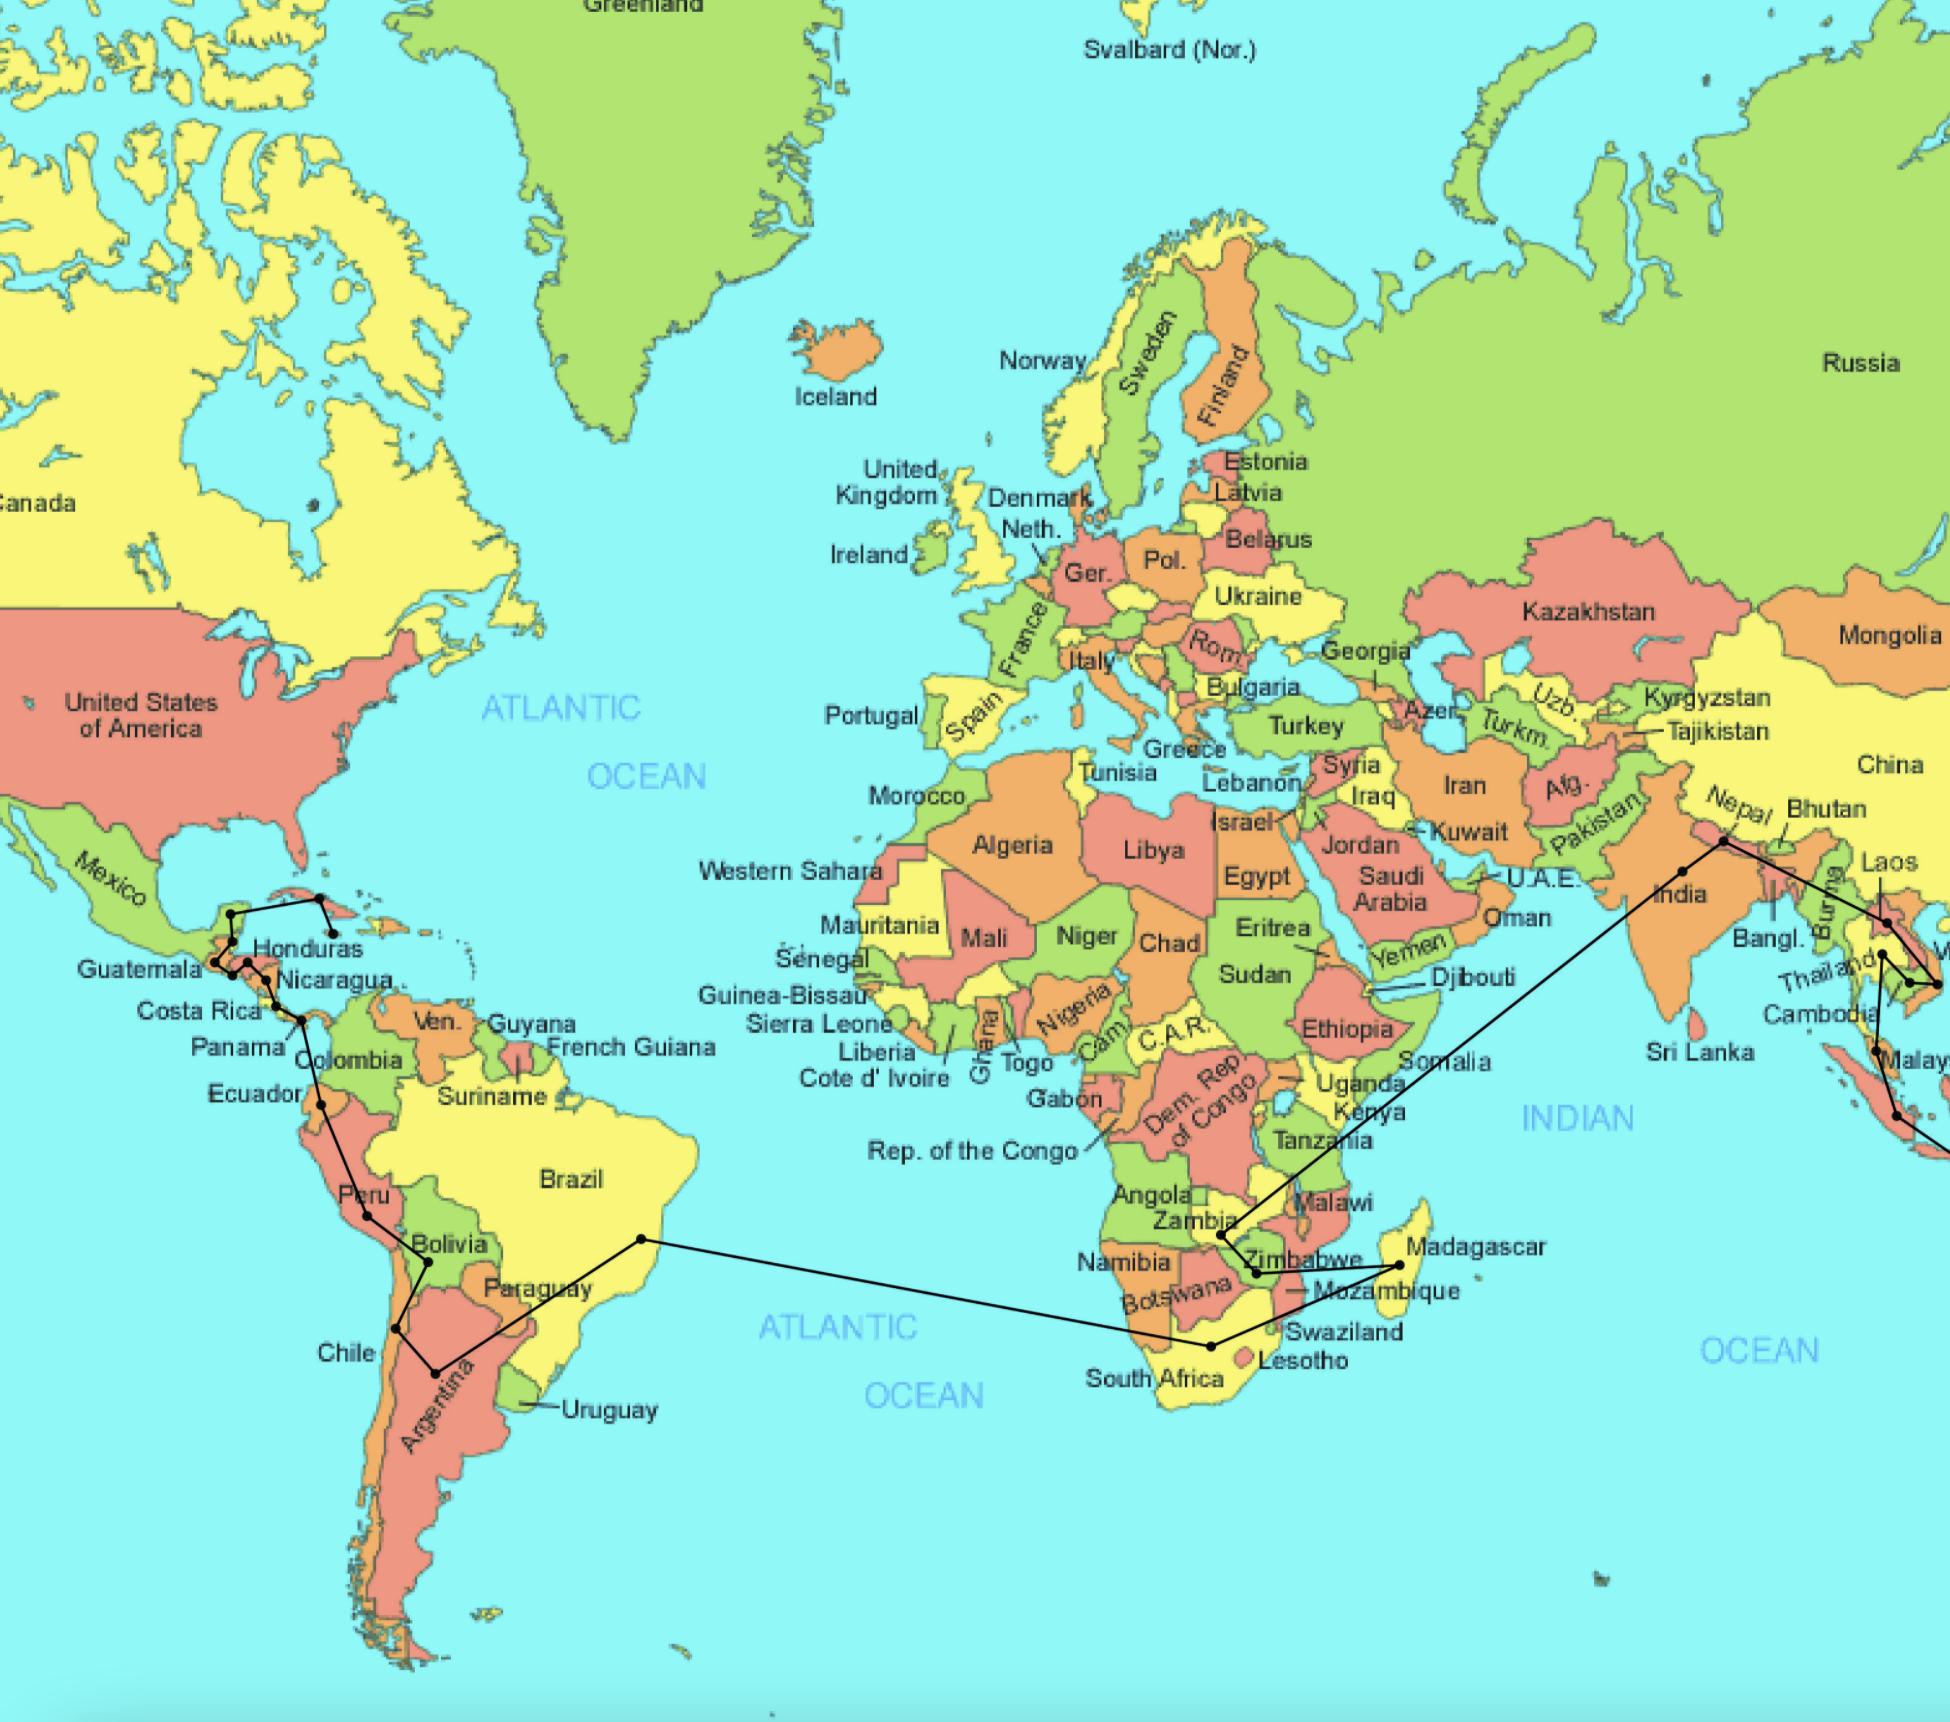 Greenland
Svalbard (Nor.)
Russia
Iceland
Norway
Sweden
Finland
Canada
United
Kingdom
Ireland
Denmark
Neth.
Estonia
Latvia
Belarus
Ger.
Pol.
Ukraine
France
Kazakhstan
Mongolia
United States
of America
ATLANTIC
OCEAN
Portugal
Spain
Italy
Rom.
Bulgaria
Greece
Georgia
Azer.
Turkey
Uzb.
Turkm.
Kyrgyzstan
Tajikistan
China
Mexico
Morocco
Tunisia
Lebanon
Syria
Iraq
Iran
Afg.
Pakistan
Nepal
Bhutan
Israel
Jordan
Kuwait
Algeria
Libya
Egypt
Saudi
Arabia
U.A.E.
Oman
India
Laos
Burma
Bangl.
Western Sahara
Mauritania
Mali
Niger
Chad
Sudan
Eritrea
Yemen
Djibouti
Thailand
V
Cambodia
Honduras
Guatemala
Nicaragua
Costa Rica
Panama
Senegal
Guinea-Bissau
Sierra Leone
Liberia
Cote d' Ivoire
Ghana
Togo
Nigeria
Cam.
C.A.R.
Ethiopia
Somalia
Sri Lanka
Malay
Ven.
Guyana
French Guiana
Suriname
Colombia
Ecuador
Gabon
Rep. of the Congo
Dem. Rep
of Congo
Uganda
Kenya
Tanzania
INDIAN
OCEAN
Brazil
Peru
Bolivia
Paraguay
Chile
Argentina
Uruguay
ATLANTIC
OCEAN
Angola
Zambia
Malawi
Namibia
Botswana
Zimbabwe
Mozambique
Madagascar
Swaziland
Lesotho
South Africa